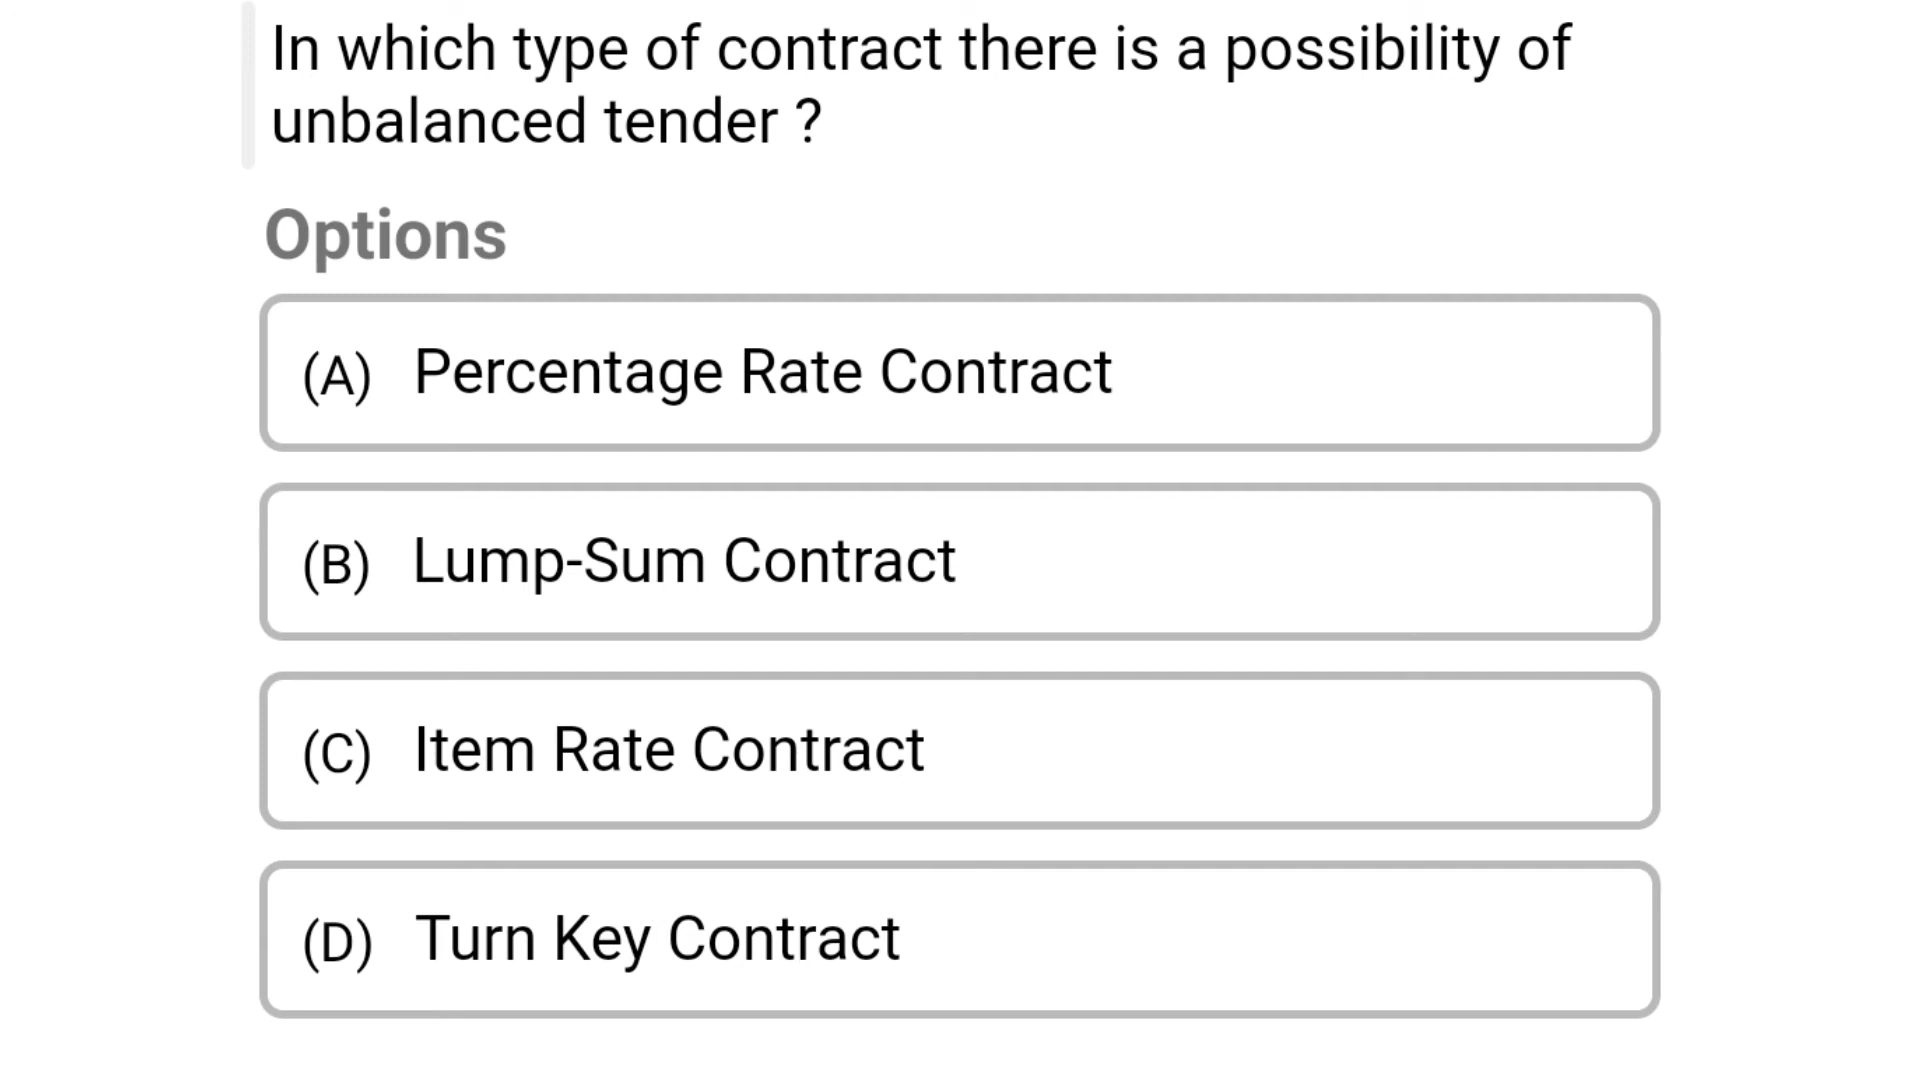 In which type of contract there is a possibility of
unbalanced tender ?
Options
(A) Percentage Rate Contract
(B) Lump-Sum Contract
(C) Item Rate Contract
(D) Turn Key Contract